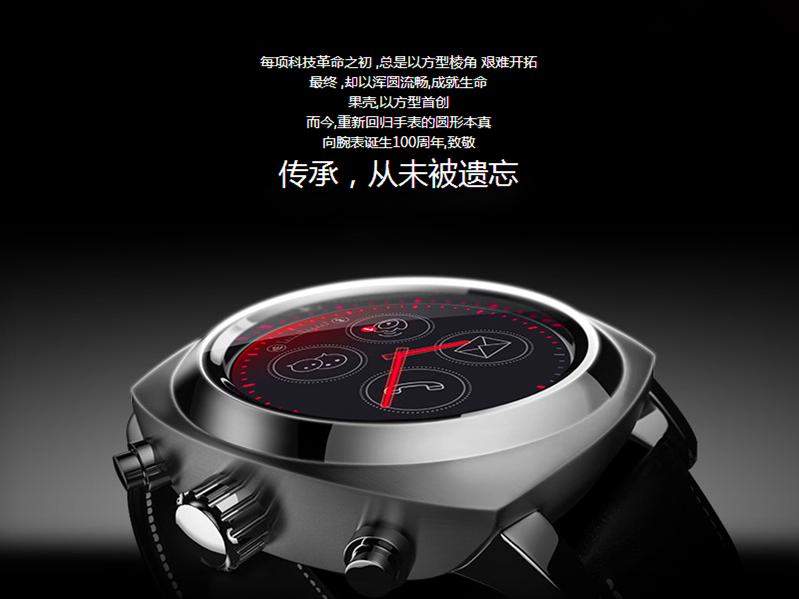 每项科技革命之初 ,总是以方型棱角 艰难开拓
最终 ,却以浑圆流畅,成就生命
果壳,以方型首创
而今,重新回归手表的圆形本真
向腕表诞生100周年,致敬
传承，从未被遗忘